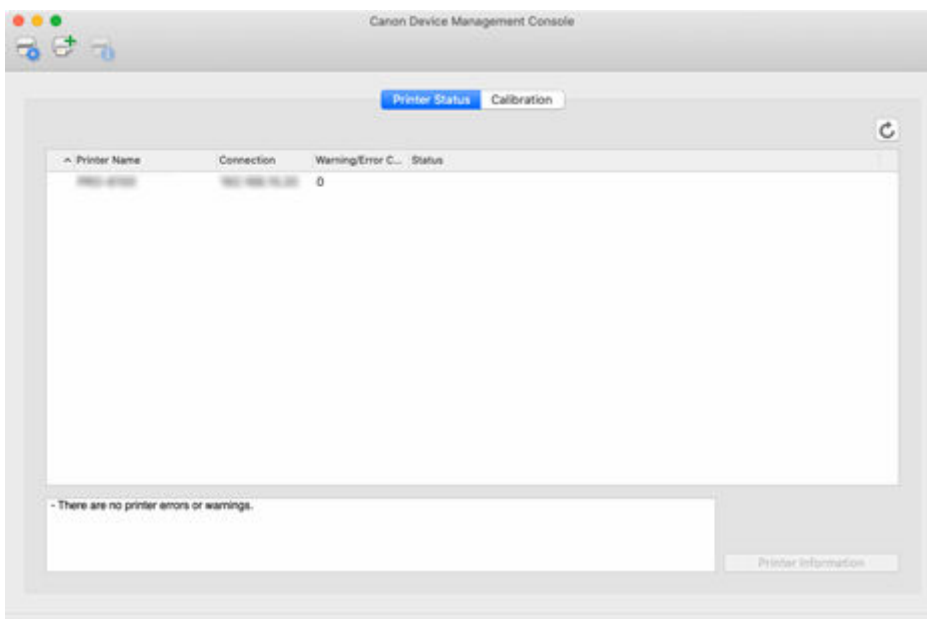 Canon Device Management Console
Printer Status Calibration
Printer Name Connection Warning/Error C... Status
0
- There are no printer errors or warnings.
Printer Information